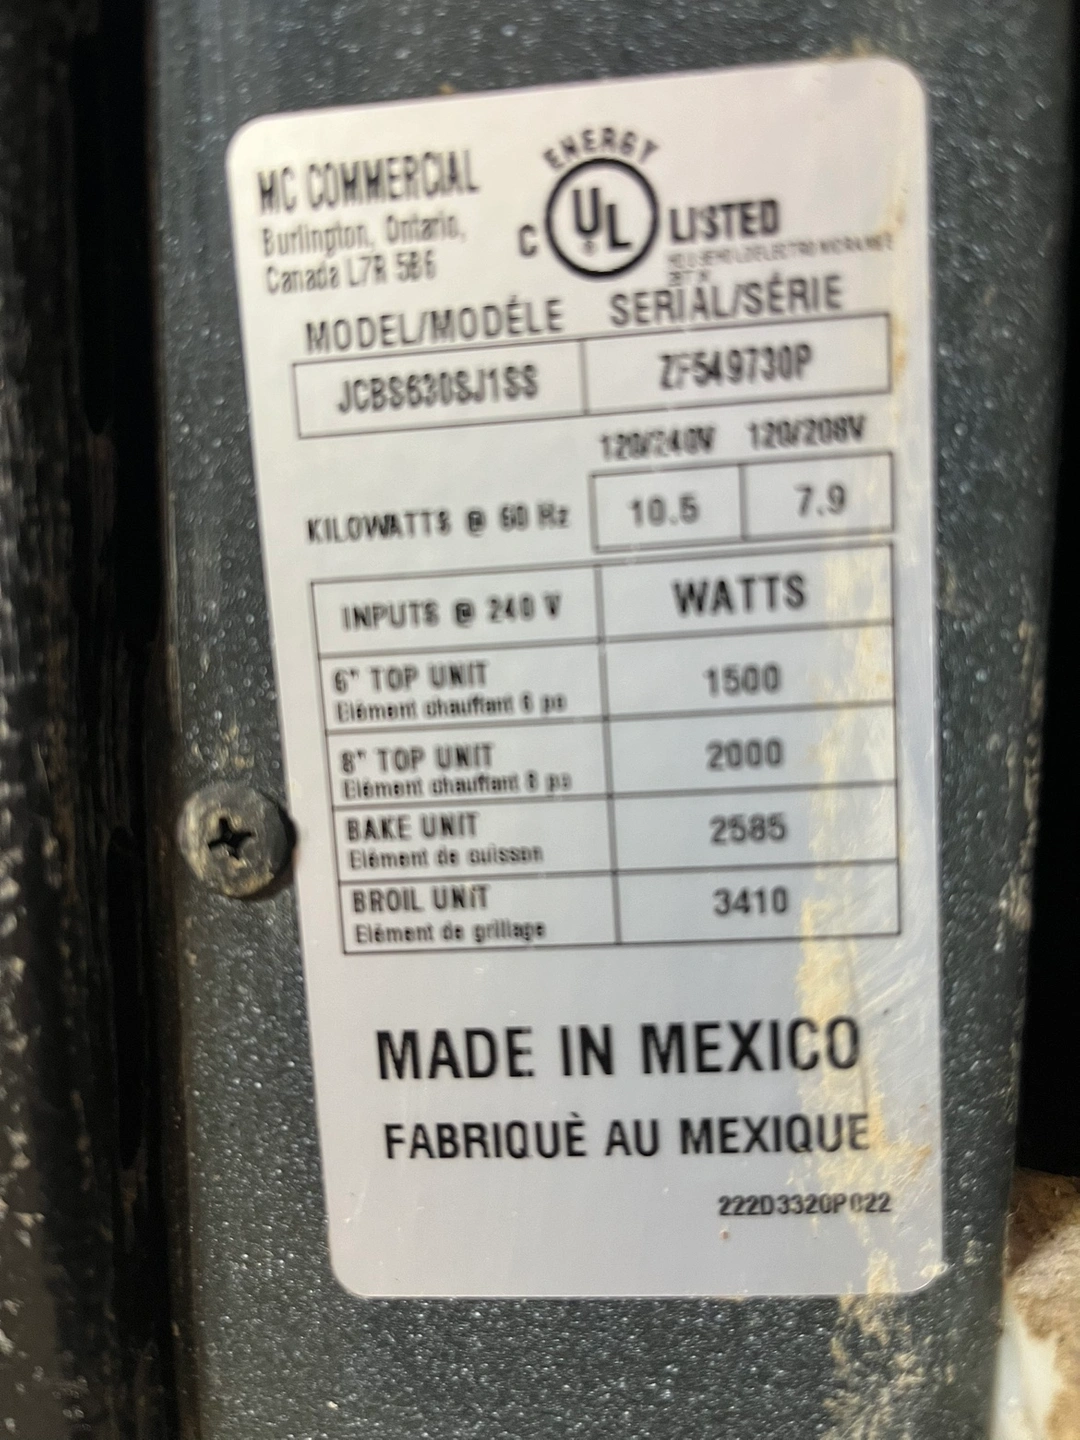 MC COMMERCIAL
Burlington, Ontario,
Canada L7R 5B6
ENERGY
C UL® LISTED
MODEL/MODÉLE SERIAL/SÉRIE
JCBS630SJ1SS ZF549730P
120/240V 120/208V
KILOWATTS @ 60 Hz 10.5 7.9
INPUTS @ 240 V WATTS
6" TOP UNIT 1500
Elément chauffant 6 po
8" TOP UNIT 2000
Elément chauffant 8 po
BAKE UNIT 2585
Elément de cuisson
BROIL UNIT 3410
Elément de grillage
MADE IN MEXICO
FABRIQUÈ AU MEXIQUE
222D3320P022